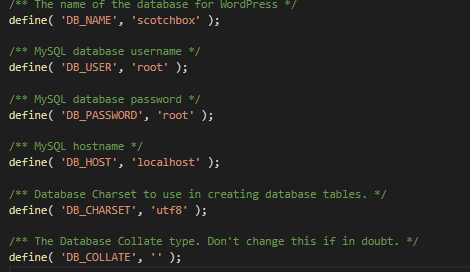 /** The name of the database for WordPress */
define( 'DB_NAME', 'scotchbox' );
/** MySQL database username */
define( 'DB_USER', 'root' );
/** MySQL database password */
define( 'DB_PASSWORD', 'root' );
/** MySQL hostname */
define( 'DB_HOST', 'localhost' );
/** Database Charset to use in creating database tables. */
define( 'DB_CHARSET', 'utf8' );
/** The Database Collate type. Don't change this if in doubt. */
define( 'DB_COLLATE', '' );